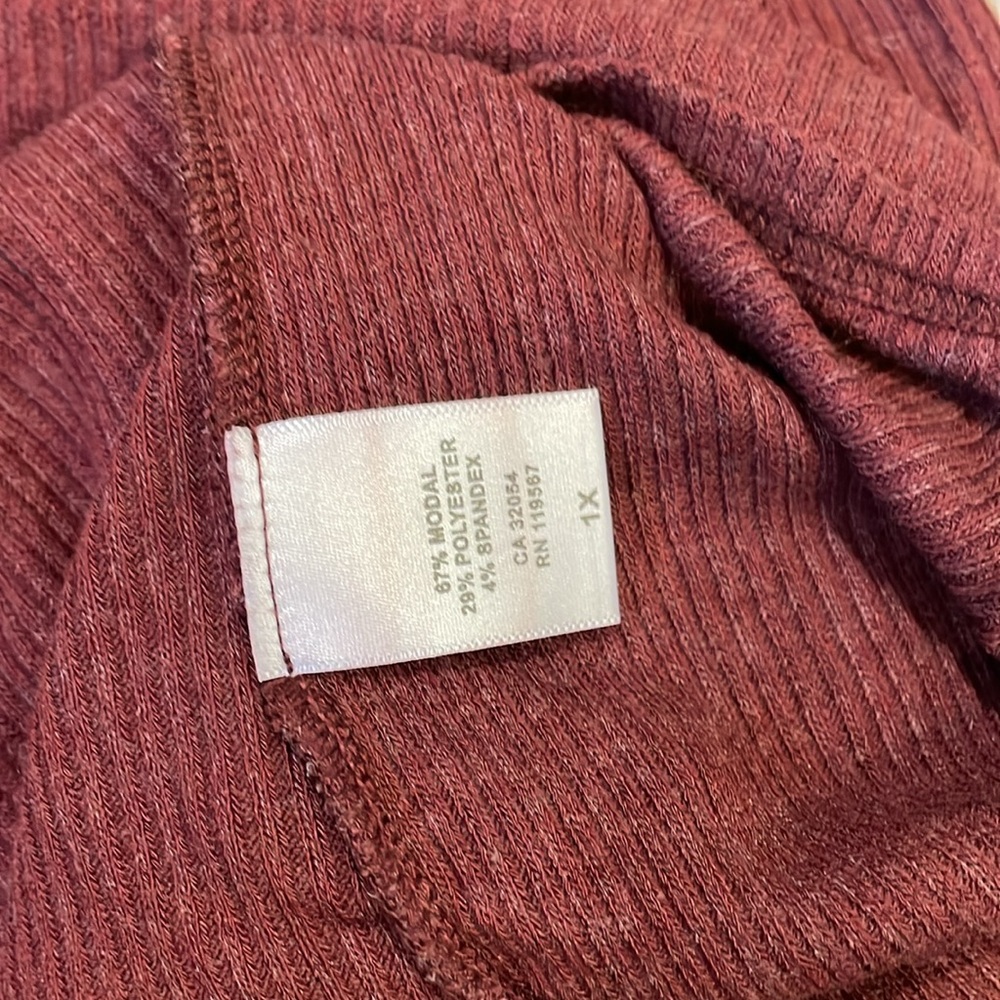 67% MODAL
29% POLYESTER
4% SPANDEX
CA 32054
RN 119567
1X